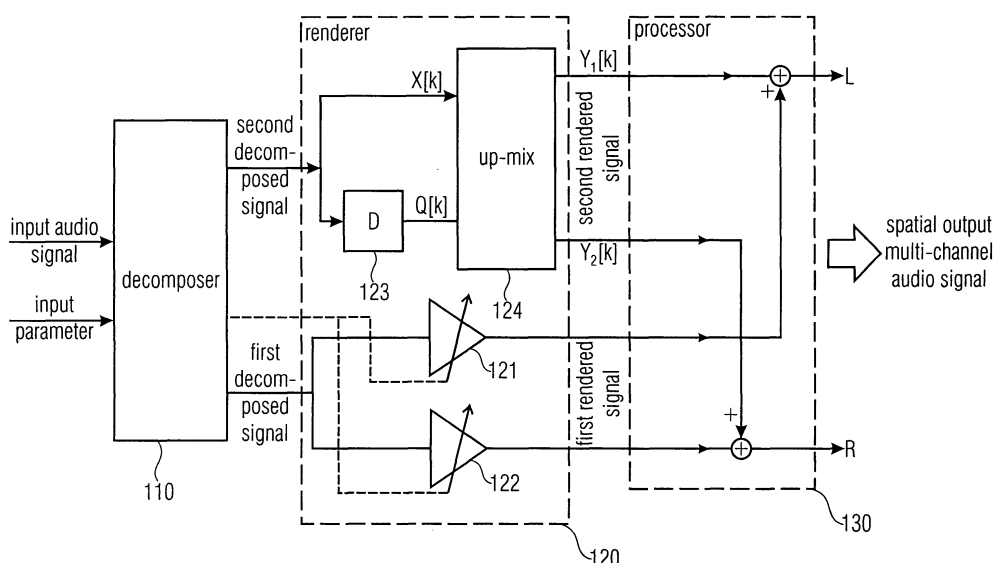 renderer
processor
X[k]
Y1[k]
L
second
decom-
posed
signal
up-mix
second rendered
signal
D
Q[k]
input audio
signal
decomposer
Y2[k]
spatial output
multi-channel
audio signal
123
124
input
parameter
121
first
decom-
posed
signal
first rendered
signal
+
+
+
+
R
110
122
130
120